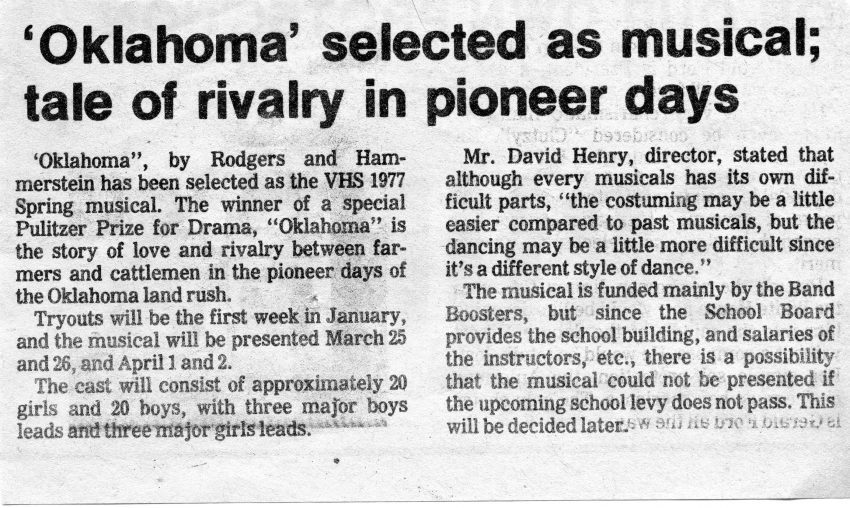 'Oklahoma' selected as musical;
tale of rivalry in pioneer days
'Oklahoma", by Rodgers and Ham-
merstein has been selected as the VHS 1977
Spring musical. The winner of a special
Pulitzer Prize for Drama, "Oklahoma" is
the story of love and rivalry between far-
mers and cattlemen in the pioneer days of
the Oklahoma land rush.
Tryouts will be the first week in January,
and the musical will be presented March 25
and 26, and April 1 and 2.
The cast will consist of approximately 20
girls and 20 boys, with three major boys
leads and three major girls leads.
Mr. David Henry, director, stated that
although every musicals has its own dif-
ficult parts, "the costuming may be a little
easier compared to past musicals, but the
dancing may be a little more difficult since
it's a different style of dance."
The musical is funded mainly by the Band
Boosters, but since the School Board
provides the school building, and salaries of
the instructors, etc., there is a possibility
that the musical could not be presented if
the upcoming school levy does not pass. This
will be decided later.